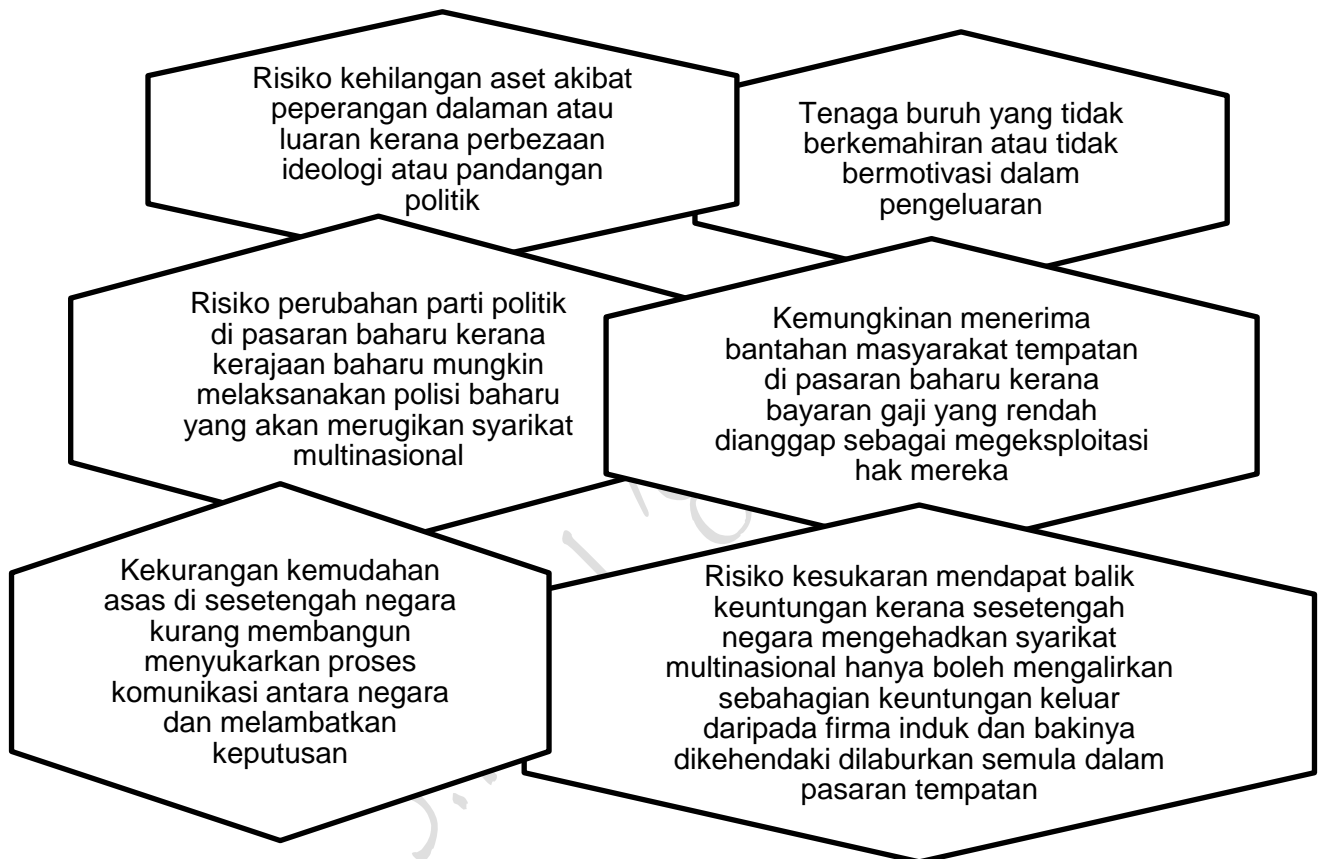 Risiko kehilangan aset akibat
peperangan dalaman atau
luaran kerana perbezaan
ideologi atau pandangan
politik
Tenaga buruh yang tidak
berkemahiran atau tidak
bermotivasi dalam
pengeluaran
Risiko perubahan parti politik
di pasaran baharu kerana
kerajaan baharu mungkin
melaksanakan polisi baharu
yang akan merugikan syarikat
multinasional
Kemungkinan menerima
bantahan masyarakat tempatan
di pasaran baharu kerana
bayaran gaji yang rendah
dianggap sebagai megeksploitasi
hak mereka
Kekurangan kemudahan
asas di sesetengah negara
kurang membangun
menyukarkan proses
komunikasi antara negara
dan melambatkan
keputusan
Risiko kesukaran mendapat balik
keuntungan kerana sesetengah
negara mengehadkan syarikat
multinasional hanya boleh mengalirkan
sebahagian keuntungan keluar
daripada firma induk dan bakinya
dikehendaki dilaburkan semula dalam
pasaran tempatan